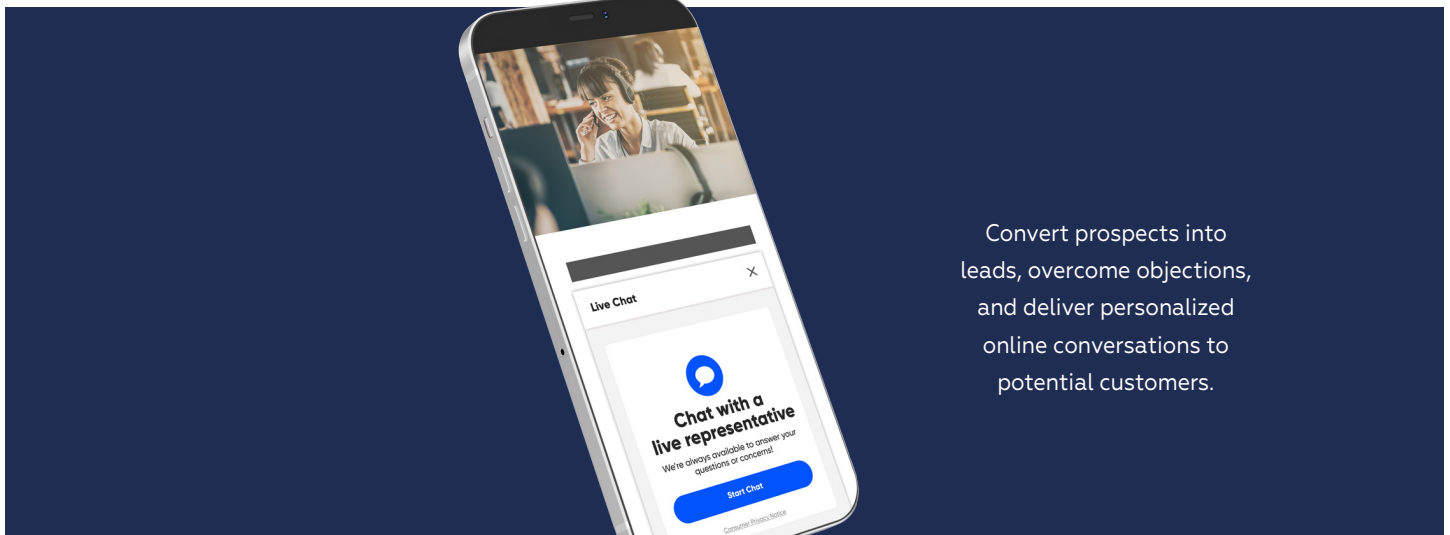 Live Chat
Chat with a
live representative
We're always available to answer your
questions or concerns!
Start Chat
Consumer Privacy Notice
Convert prospects into
leads, overcome objections,
and deliver personalized
online conversations to
potential customers.